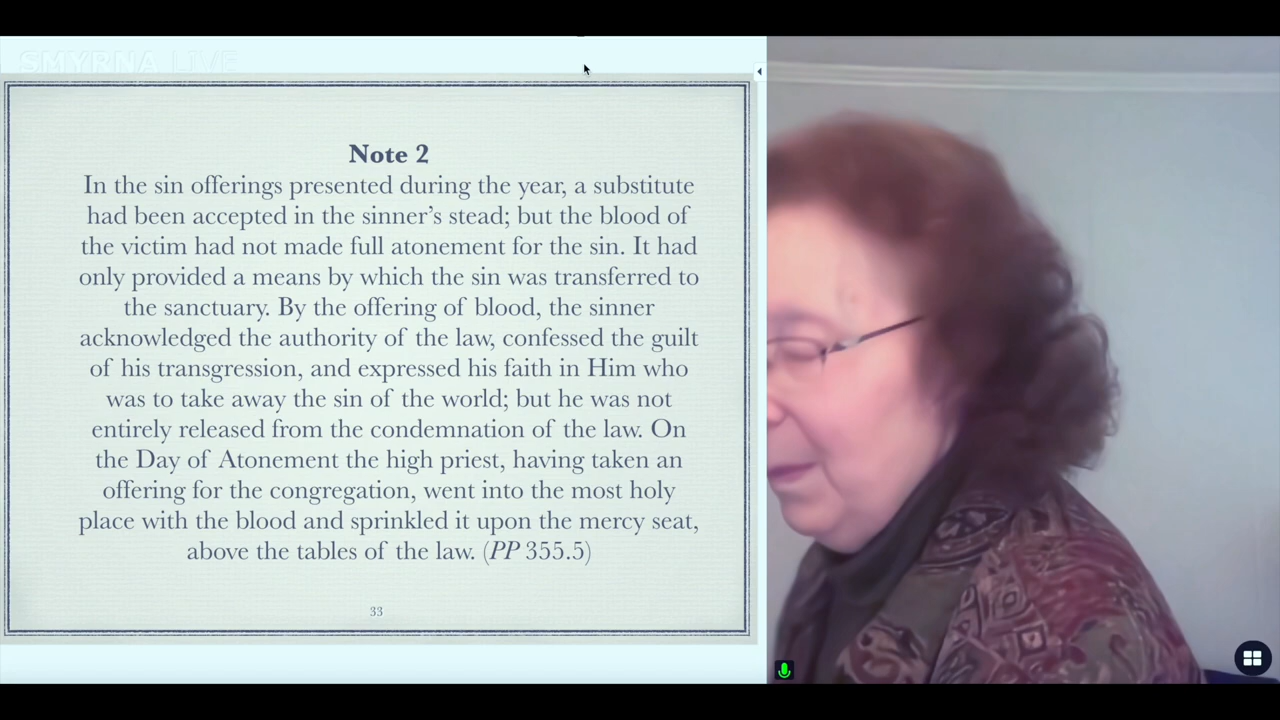 SMYRNA LIVE
Note 2
In the sin offerings presented during the year, a substitute
had been accepted in the sinner’s stead; but the blood of
the victim had not made full atonement for the sin. It had
only provided a means by which the sin was transferred to
the sanctuary. By the offering of blood, the sinner
acknowledged the authority of the law, confessed the guilt
of his transgression, and expressed his faith in Him who
was to take away the sin of the world; but he was not
entirely released from the condemnation of the law. On
the Day of Atonement the high priest, having taken an
offering for the congregation, went into the most holy
place with the blood and sprinkled it upon the mercy seat,
above the tables of the law. (PP 355.5)
33